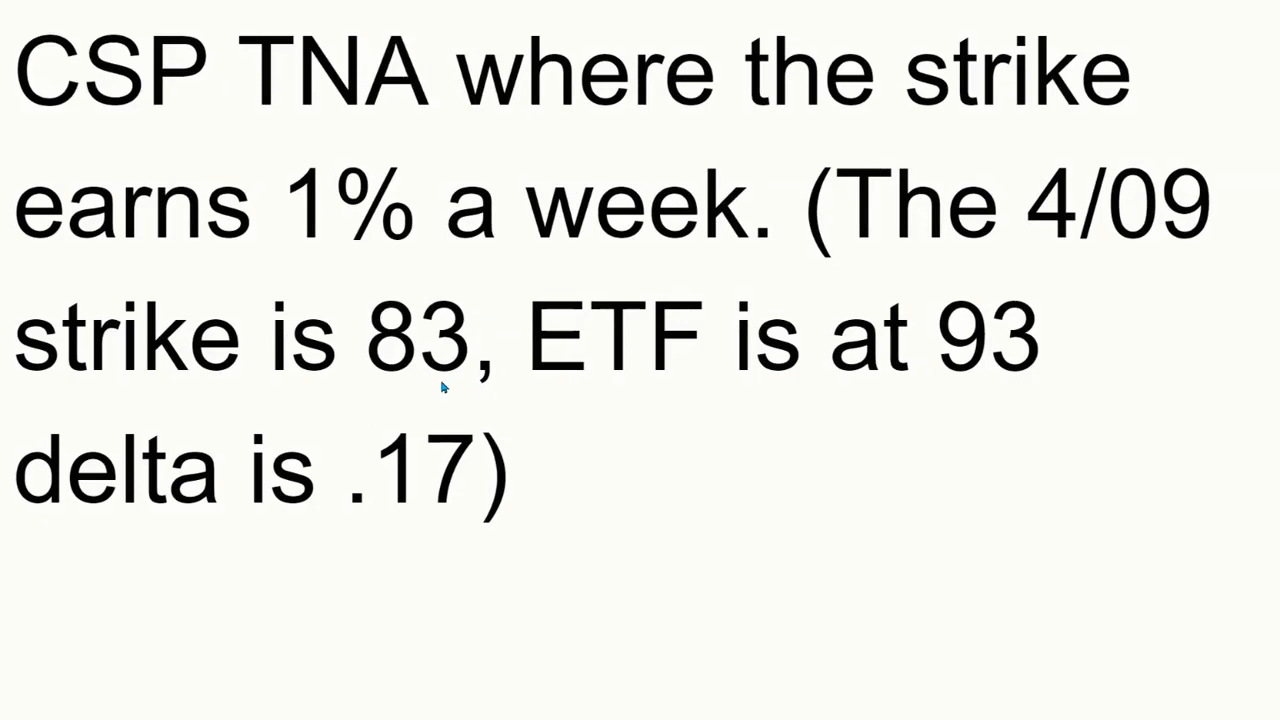 CSP TNA where the strike
earns 1% a week. (The 4/09
strike is 83, ETF is at 93
delta is .17)